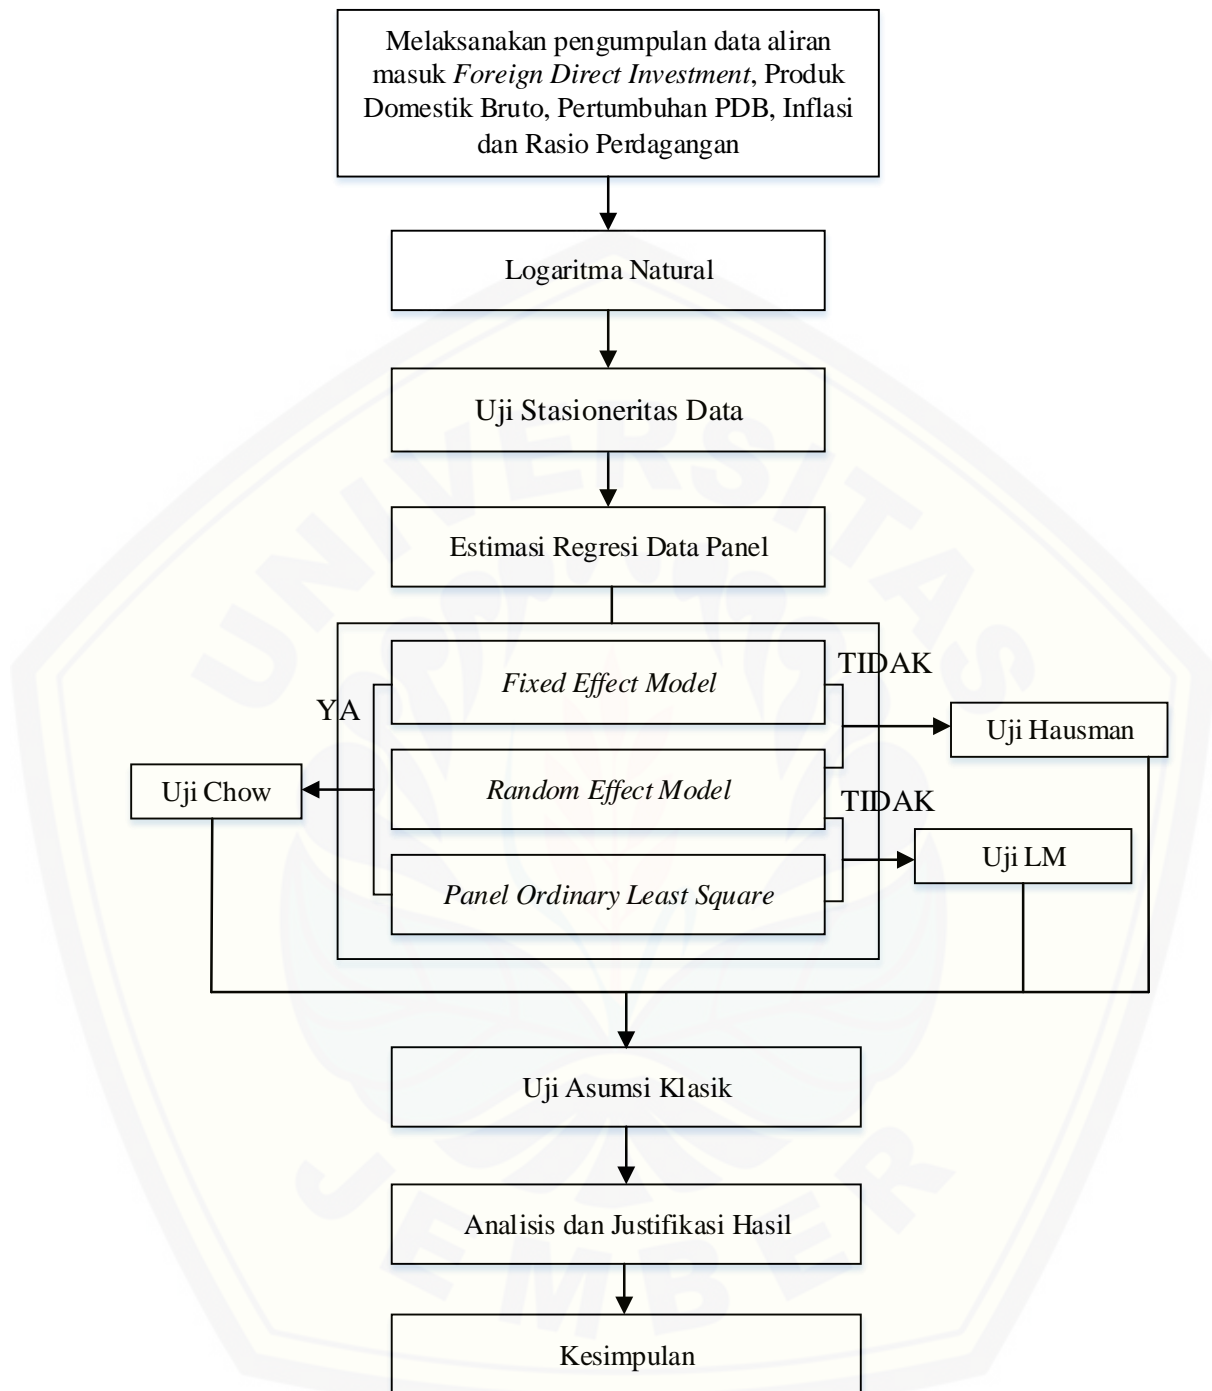 Melaksanakan pengumpulan data aliran
masuk Foreign Direct Investment, Produk
Domestik Bruto, Pertumbuhan PDB, Inflasi
dan Rasio Perdagangan
Logaritma Natural
Uji Stasioneritas Data
Estimasi Regresi Data Panel
Fixed Effect Model
TIDAK
YA
Uji Hausman
Uji Chow
Random Effect Model
TIDAK
Uji LM
Panel Ordinary Least Square
Uji Asumsi Klasik
Analisis dan Justifikasi Hasil
Kesimpulan
UNIVERSITAS
JEMBER